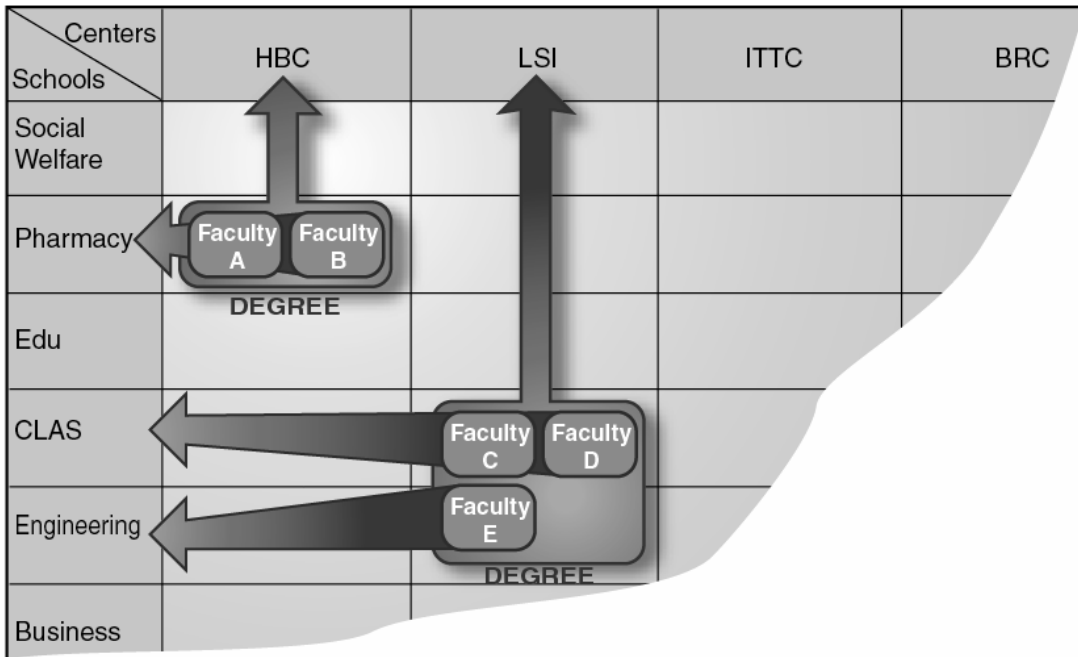 Centers
Schools
HBC
LSI
ITTC
BRC
Social
Welfare
Pharmacy
Faculty
A
Faculty
B
DEGREE
Edu
CLAS
Faculty
C
Faculty
D
Engineering
Faculty
E
DEGREE
Business